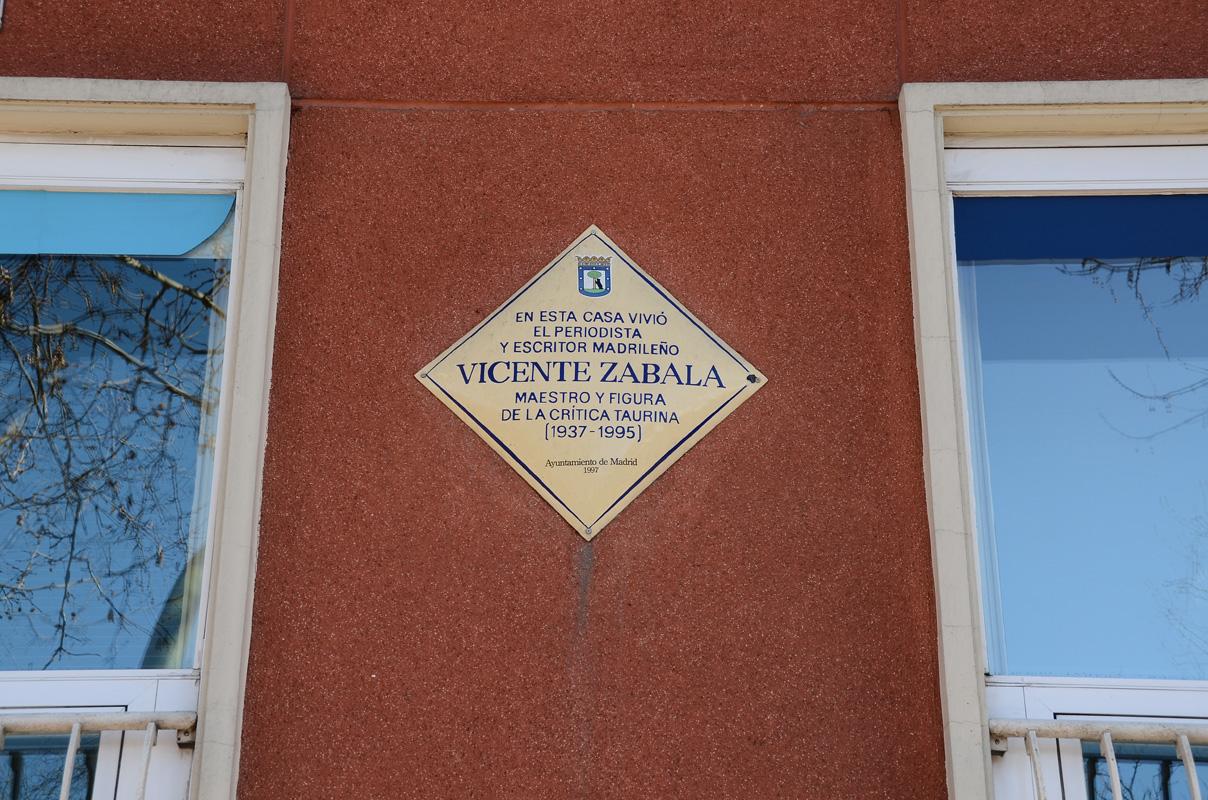 EN ESTA CASA VIVIÓ
EL PERIODISTA
Y ESCRITOR MADRILEÑO
VICENTE ZABALA
MAESTRO Y FIGURA
DE LA CRÍTICA TAURINA
(1937-1995)
Ayuntamiento de Madrid
1997